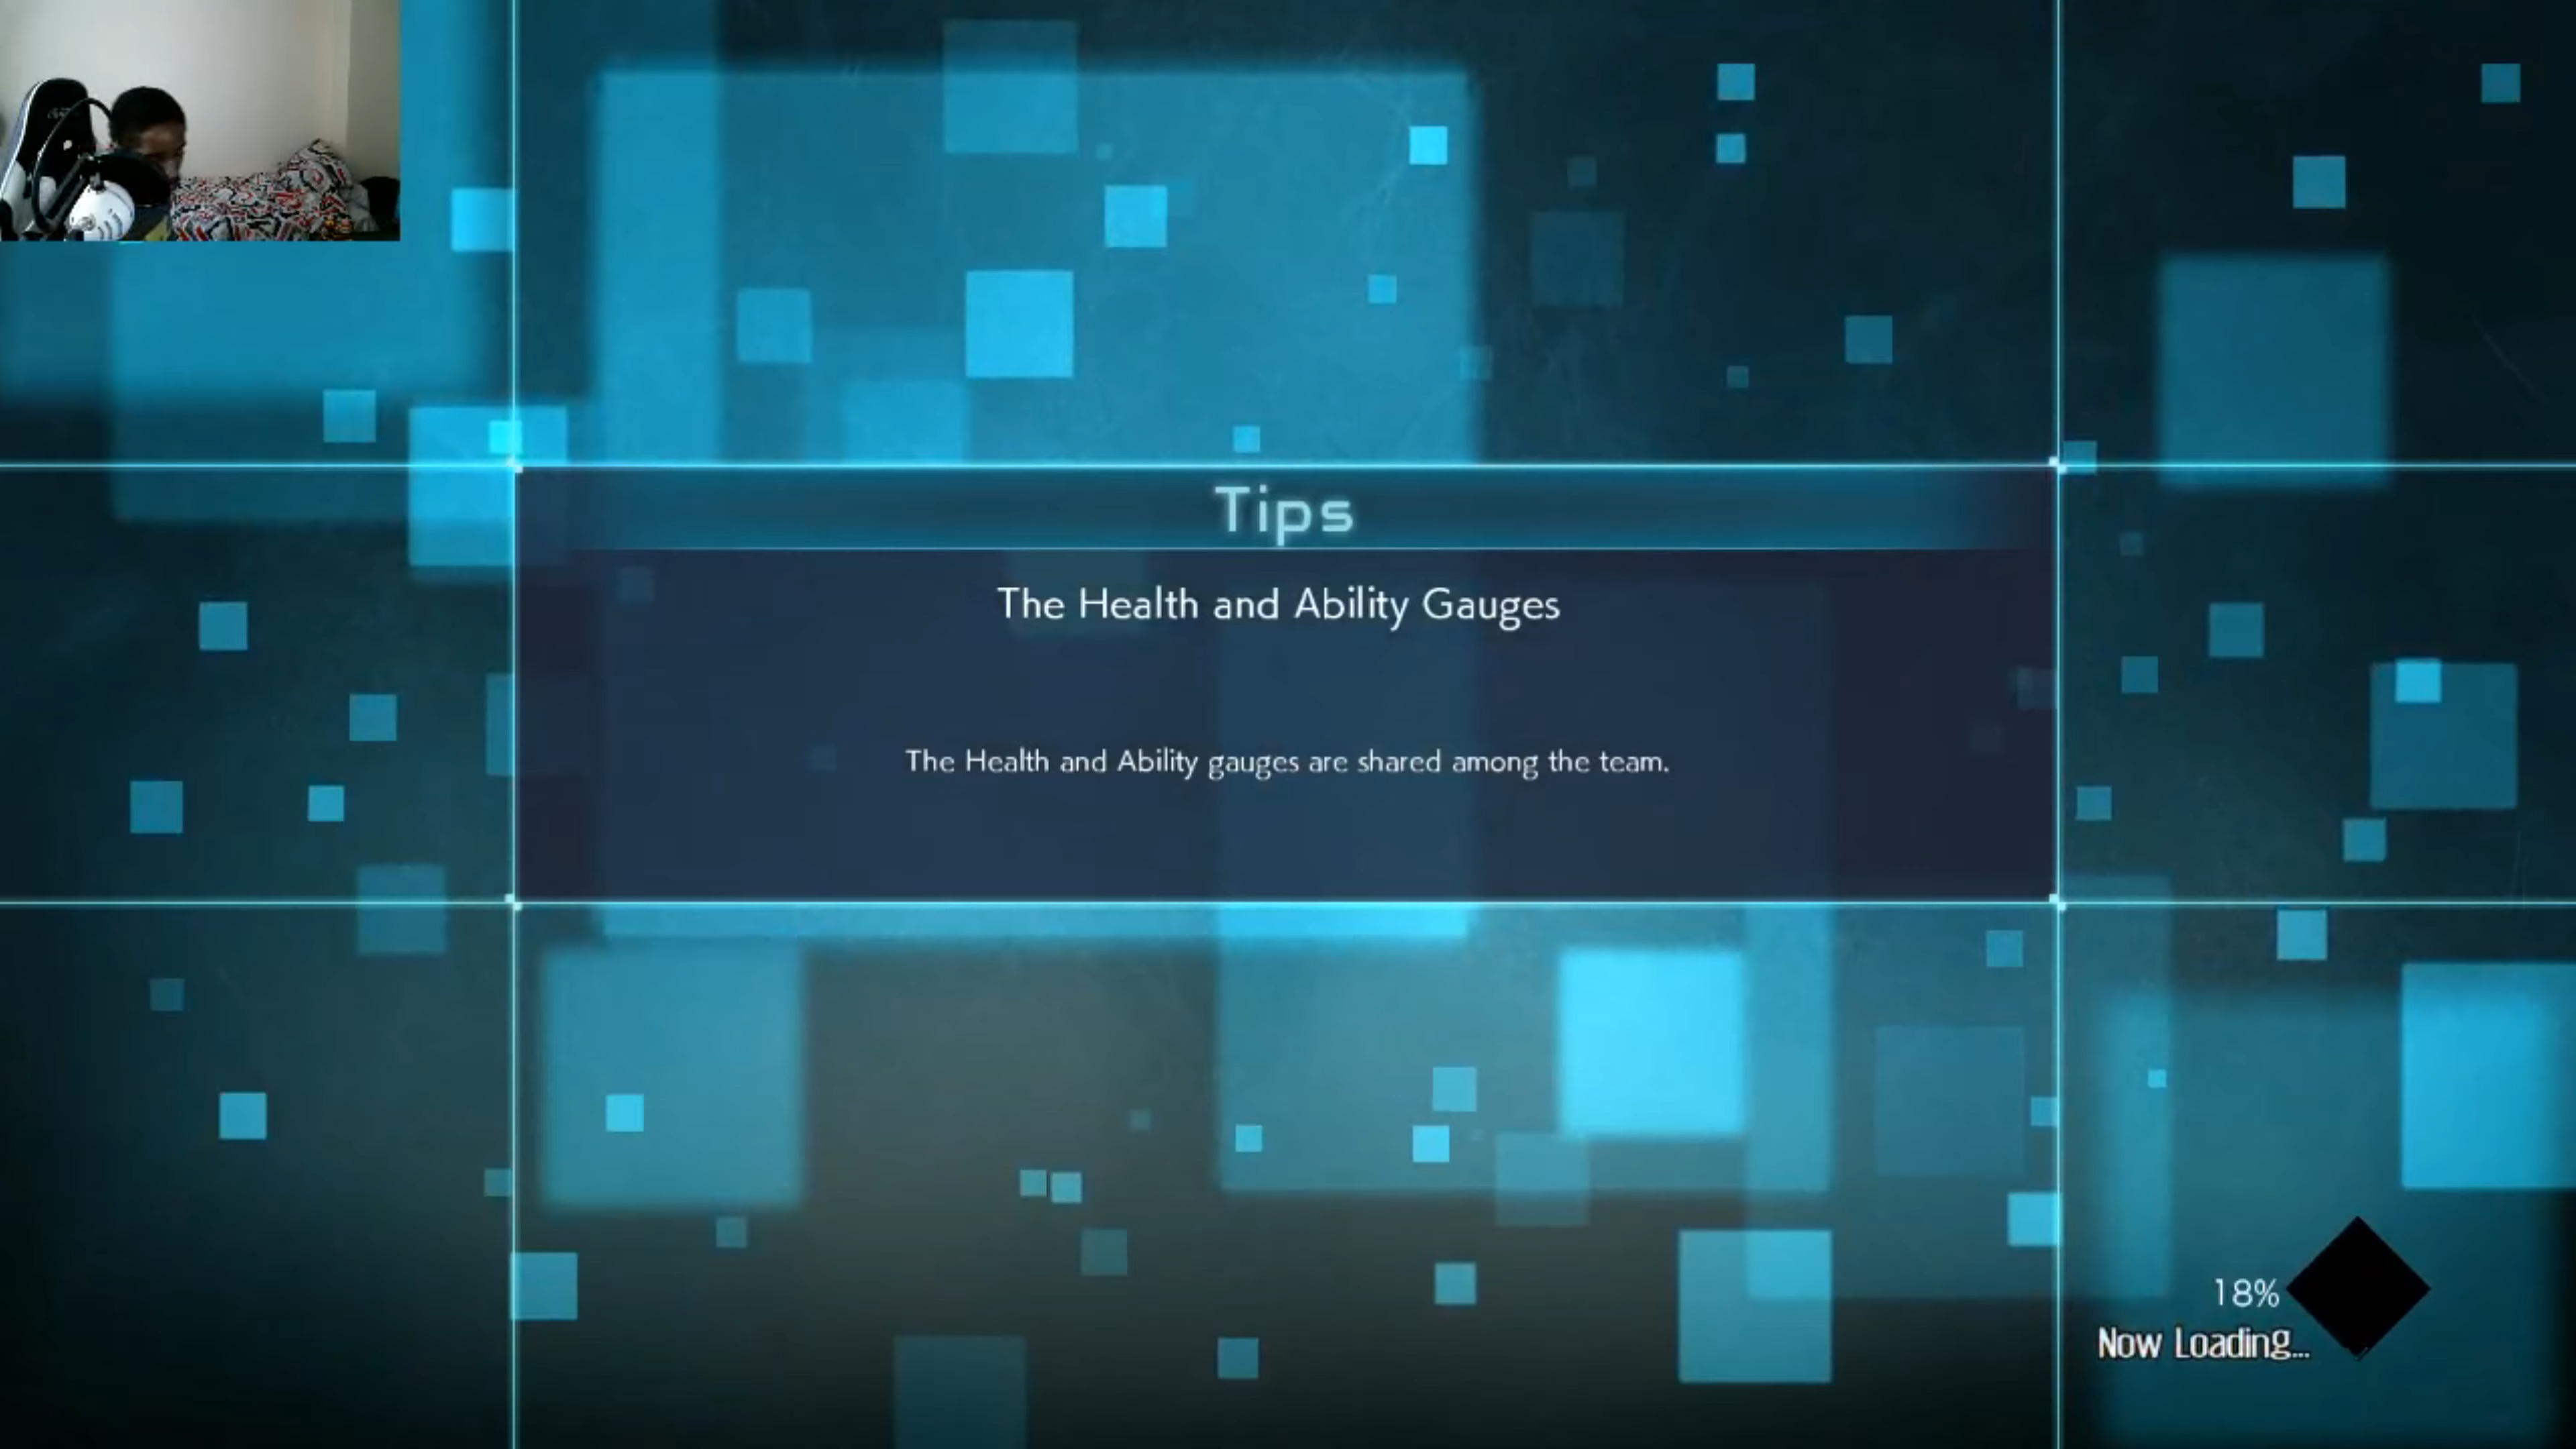 Tips
The Health and Ability Gauges
The Health and Ability gauges are shared among the team.
18%
Now Loading...